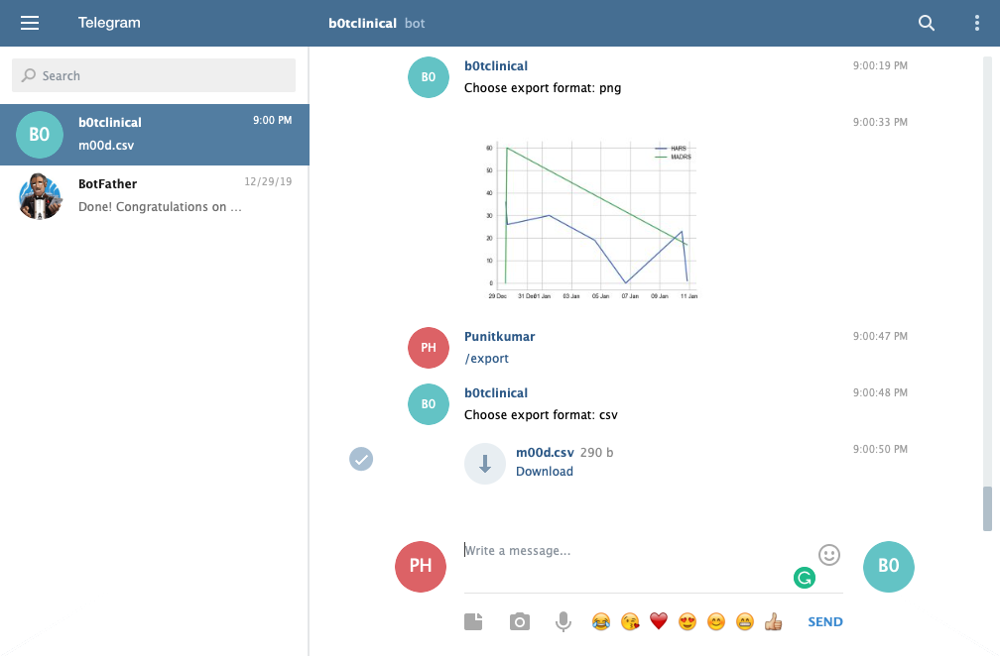 Telegram
b0tclinical bot
Search
B0
b0tclinical
9:00 PM
m00d.csv
BotFather
12/29/19
Done! Congratulations on ...
B0
b0tclinical
9:00:19 PM
Choose export format: png
9:00:33 PM
HARS
MADRS
60
50
40
30
20
10
0
29 Dec
31 De
01 Jan
03 Jan
05 Jan
07 Jan
09 Jan
11 Jan
PH
Punitkumar
9:00:47 PM
/export
B0
b0tclinical
9:00:48 PM
Choose export format: csv
m00d.csv 290 b
9:00:50 PM
Download
PH
Write a message...
B0
SEND